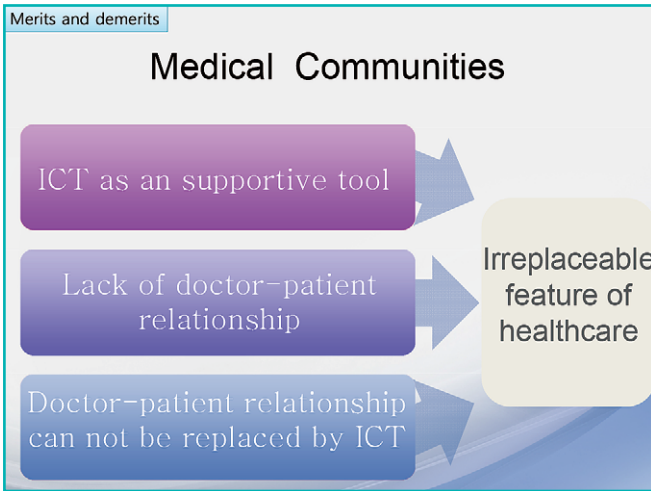 Merits and demerits
Medical Communities
ICT as an supportive tool
Lack of doctor-patient
relationship
Doctor-patient relationship
can not be replaced by ICT
Irreplaceable
feature of
healthcare